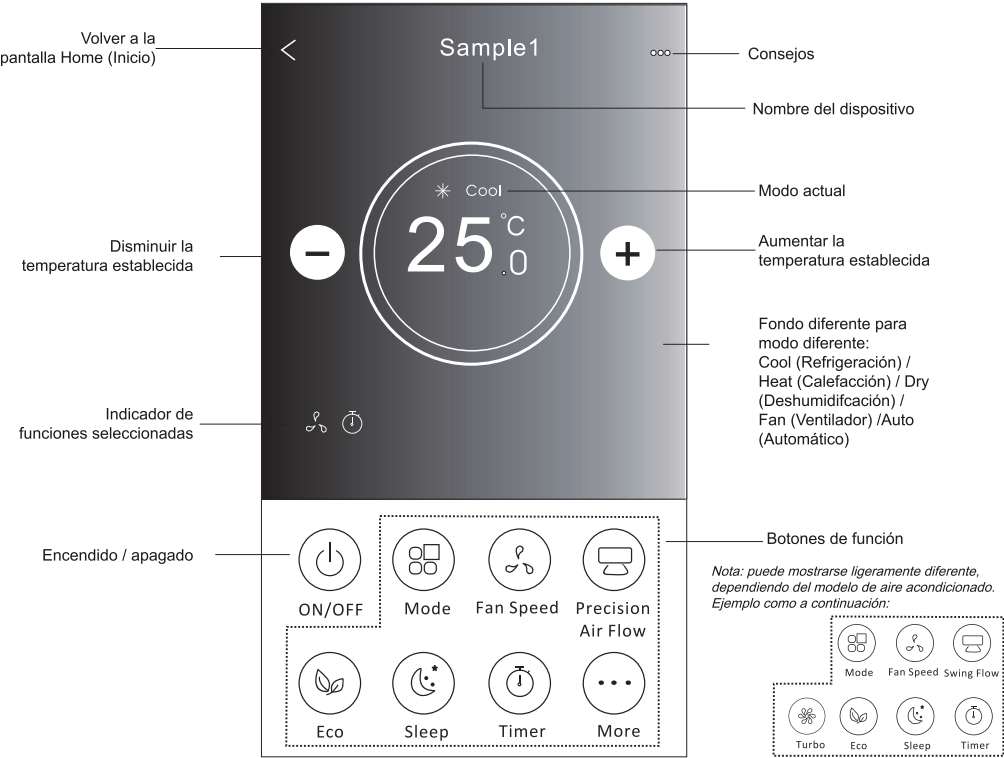 Volver a la
pantalla Home (Inicio)
Sample1
Consejos
Nombre del dispositivo
Cool
Modo actual
25.0 °C
Disminuir la
temperatura establecida
−
+
Aumentar la
temperatura establecida
Fondo diferente para
modo diferente:
Cool (Refrigeración) /
Heat (Calefacción) / Dry
(Deshumidifcación) /
Fan (Ventilador) /Auto
(Automático)
Indicador de
funciones seleccionadas
Encendido / apagado
ON/OFF
Mode
Fan Speed
Precision
Air Flow
Eco
Sleep
Timer
More
Botones de función
Nota: puede mostrarse ligeramente diferente,
dependiendo del modelo de aire acondicionado.
Ejemplo como a continuación:
Mode
Fan Speed
Swing Flow
Turbo
Eco
Sleep
Timer